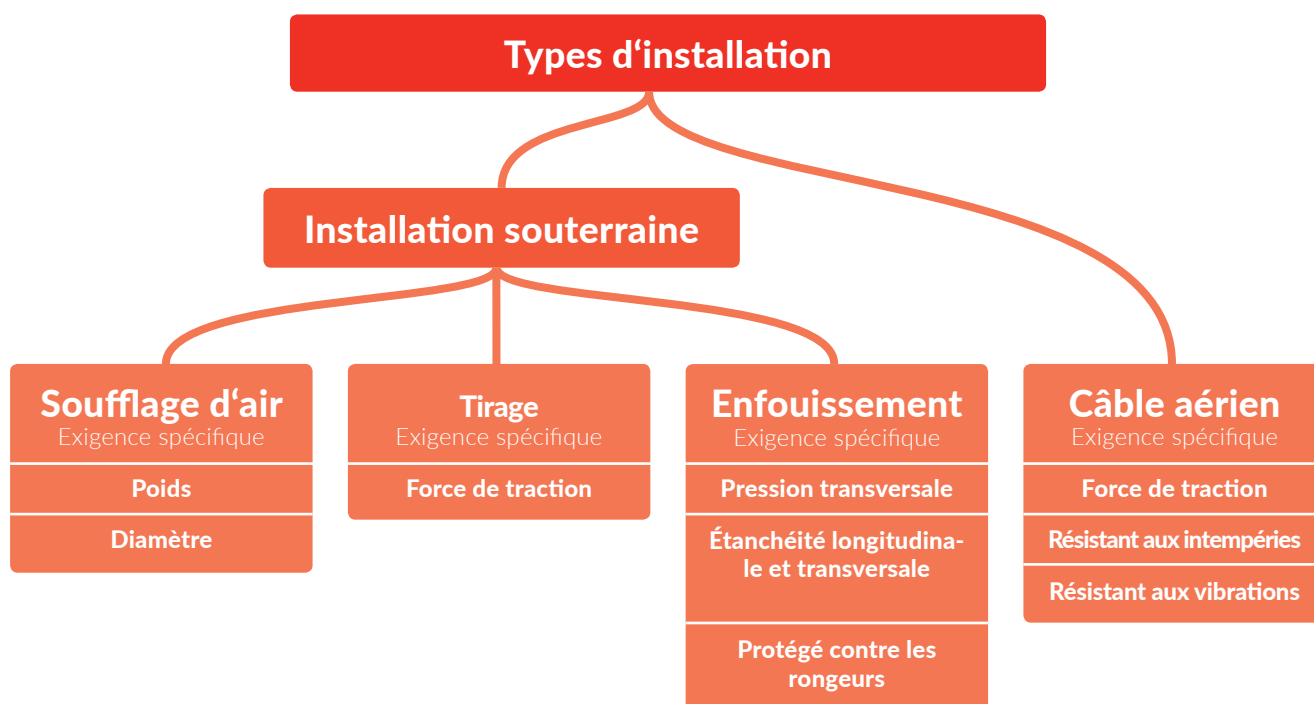 Types d‘installation
Installation souterraine
Soufflage d‘air
Exigence spécifique
Poids
Diamètre
Tirage
Exigence spécifique
Force de traction
Enfouissement
Exigence spécifique
Pression transversale
Étanchéité longitudina-
le et transversale
Protégé contre les
rongeurs
Câble aérien
Exigence spécifique
Force de traction
Résistant aux intempéries
Résistant aux vibrations